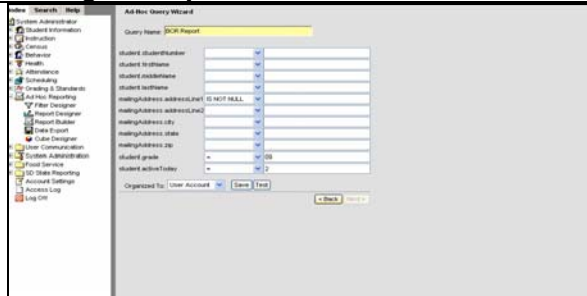 Index Search Help
System Administrator
Student Information
Instruction
Census
Behavior
Health
Attendance
Scheduling
Grading & Standards
Ad Hoc Reporting
Filter Designer
Report Designer
Report Builder
Data Export
Cube Designer
User Communication
System Administration
Food Service
SD State Reporting
Account Settings
Access Log
Log Off
Ad-Hoc Query Wizard
Query Name: BOR Report
student.studentNumber
student.firstName
student.middleName
student.lastName
mailingAddress.addressLine1 IS NOT NULL
mailingAddress.addressLine2
mailingAddress.city
mailingAddress.state
mailingAddress.zip
student.grade = 09
student.activeToday = 2
Organized To: User Account Save Test
< Back Next >